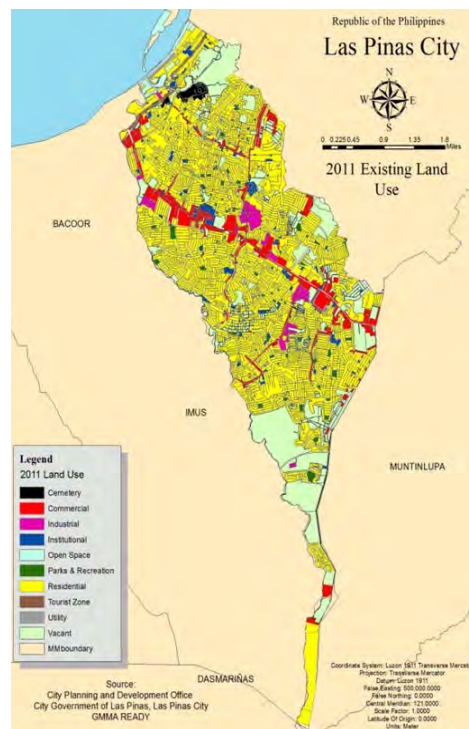 Republic of the Philippines
Las Pinas City
N
W E
S
0 0.225 0.45 0.9 1.35 1.8
Miles
2011 Existing Land
Use
BACOOR
IMUS
MUNTINLUPA
Legend
2011 Land Use
Cemetery
Commercial
Industrial
Institutional
Open Space
Parks & Recreation
Residential
Tourist Zone
Utility
Vacant
MMboundary
DASMARIÑAS
Source:
City Planning and Development Office
City Government of Las Pinas, Las Pinas City
GMMA READY
Coordinate System: Luzon 1911 Transverse Mercat
Projection: Transverse Mercator
Datum: Luzon 1911
False Easting: 500,000.0000
False Northing: 0.0000
Central Meridian: 121.0000
Scale Factor: 1.0000
Latitude Of Origin: 0.0000
Units: Meter